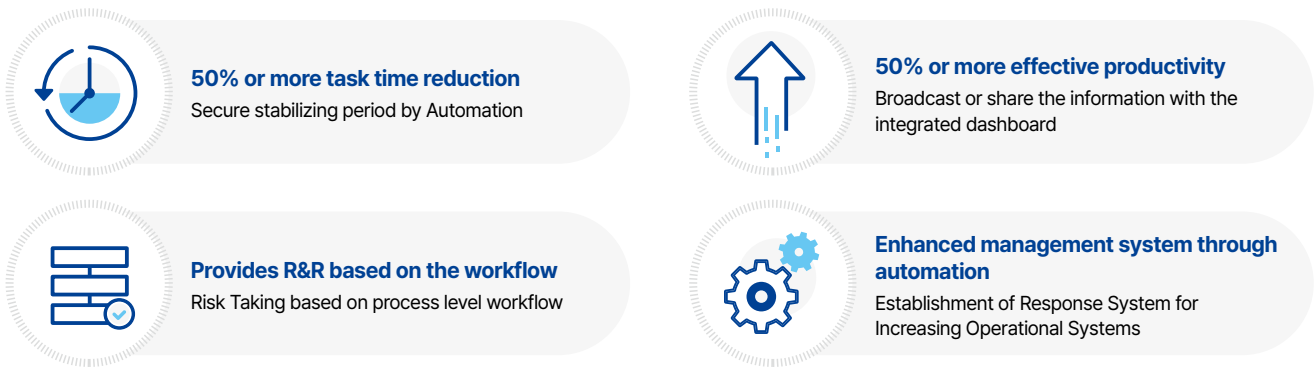 50% or more task time reduction
Secure stabilizing period by Automation
50% or more effective productivity
Broadcast or share the information with the
integrated dashboard
Provides R&R based on the workflow
Risk Taking based on process level workflow
Enhanced management system through
automation
Establishment of Response System for
Increasing Operational Systems